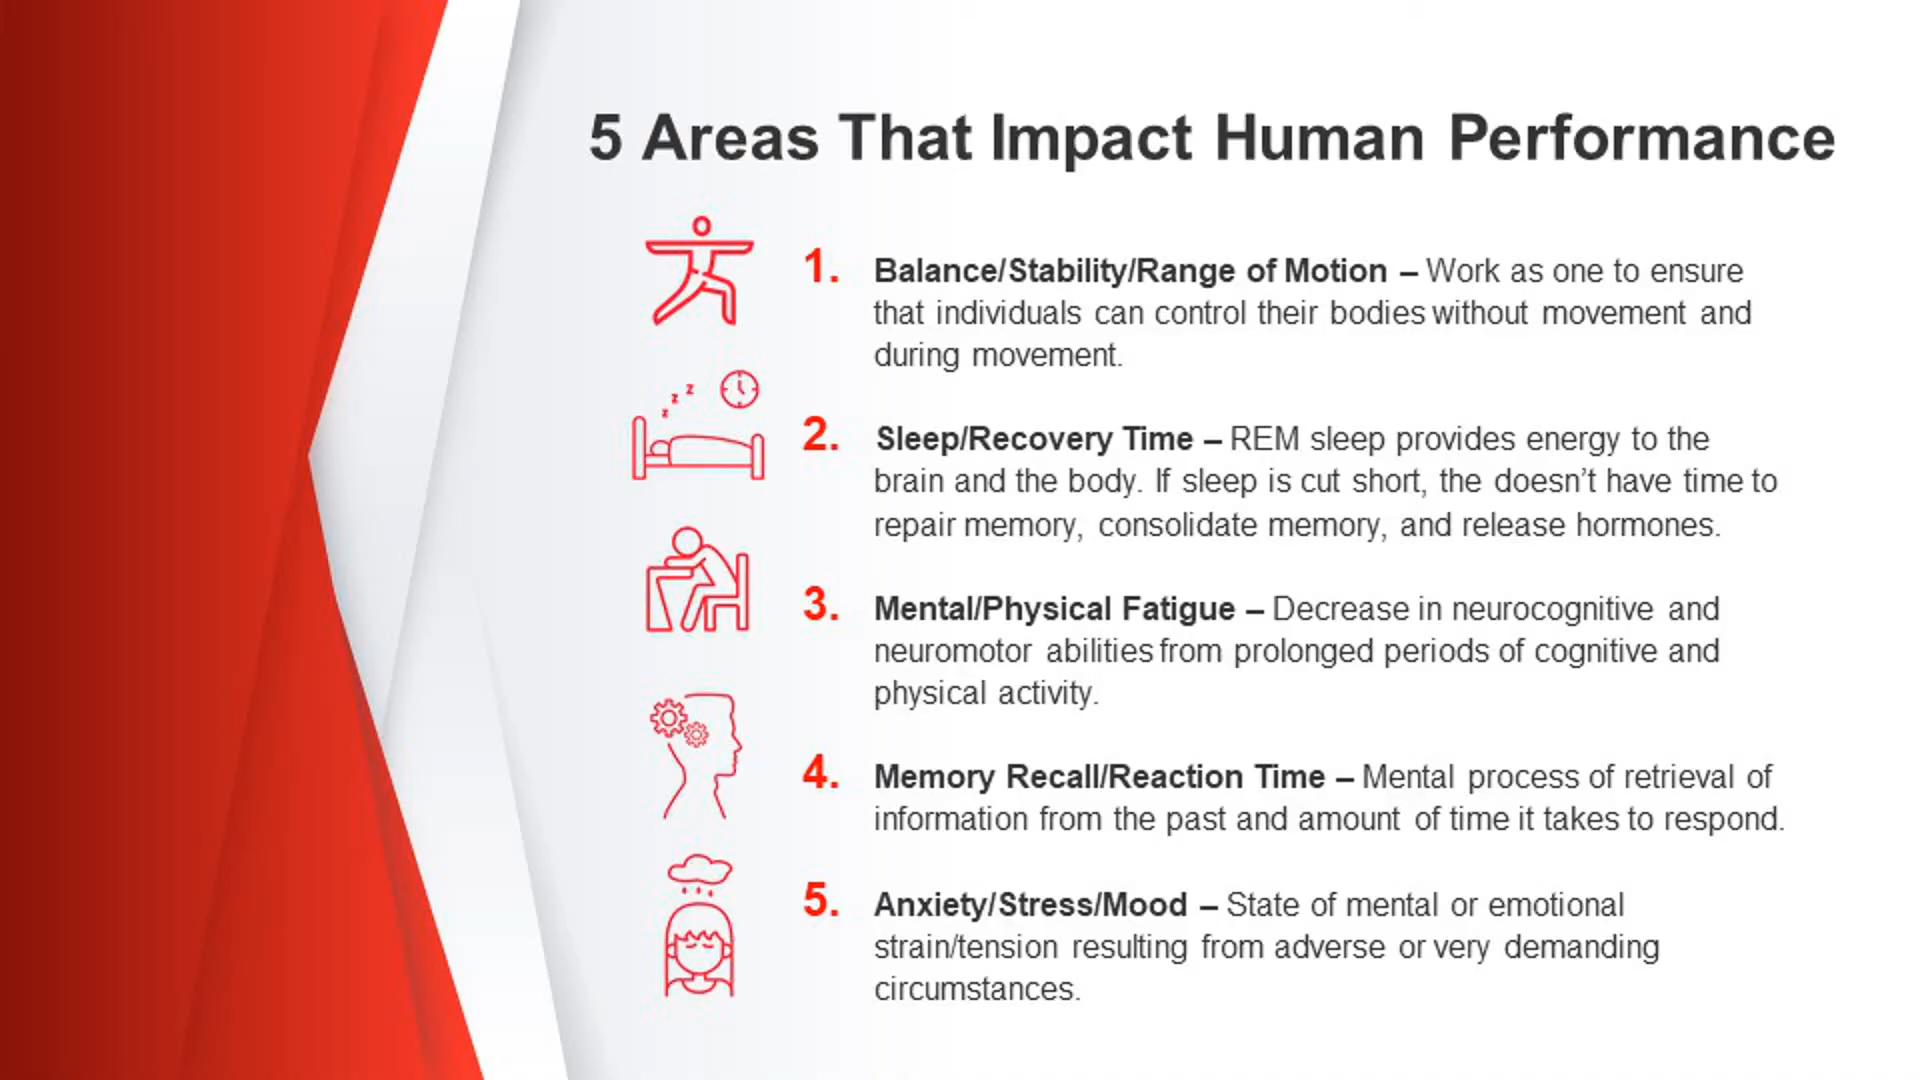 5 Areas That Impact Human Performance
1. Balance/Stability/Range of Motion – Work as one to ensure
that individuals can control their bodies without movement and
during movement.
2. Sleep/Recovery Time – REM sleep provides energy to the
brain and the body. If sleep is cut short, the doesn’t have time to
repair memory, consolidate memory, and release hormones.
3. Mental/Physical Fatigue – Decrease in neurocognitive and
neuromotor abilities from prolonged periods of cognitive and
physical activity.
4. Memory Recall/Reaction Time – Mental process of retrieval of
information from the past and amount of time it takes to respond.
5. Anxiety/Stress/Mood – State of mental or emotional
strain/tension resulting from adverse or very demanding
circumstances.